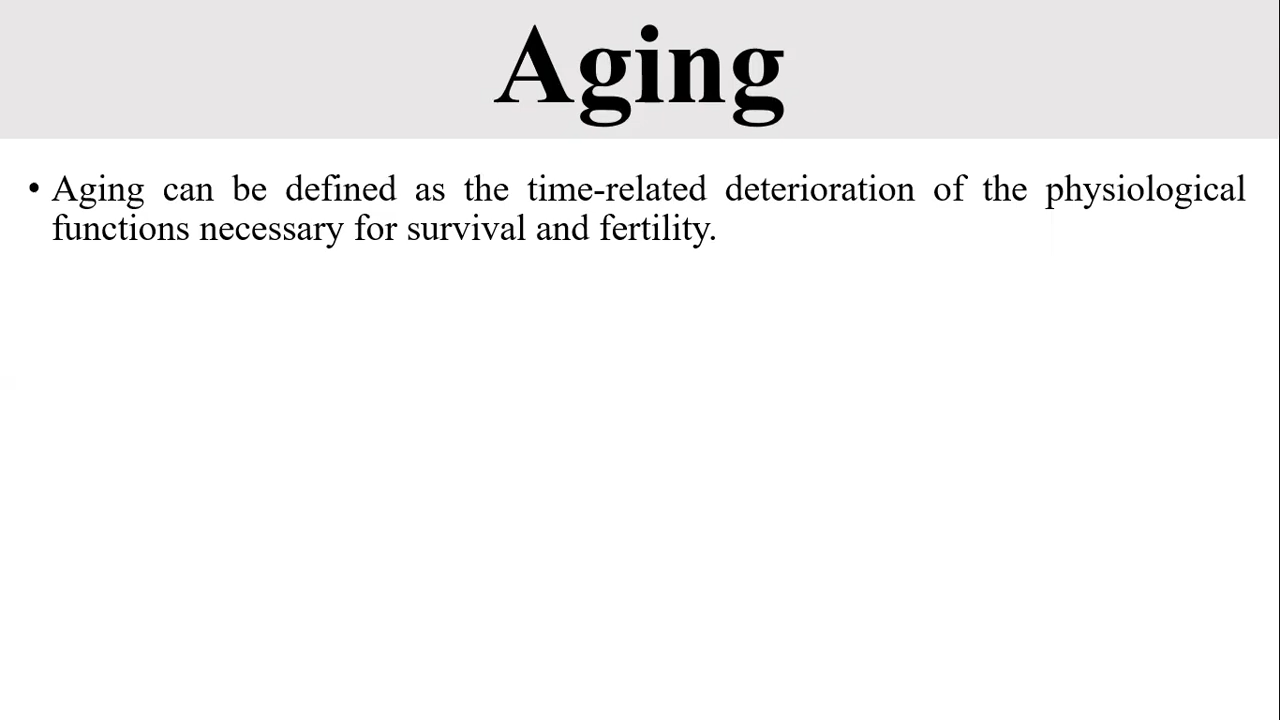 Aging
• Aging can be defined as the time-related deterioration of the physiological
functions necessary for survival and fertility.